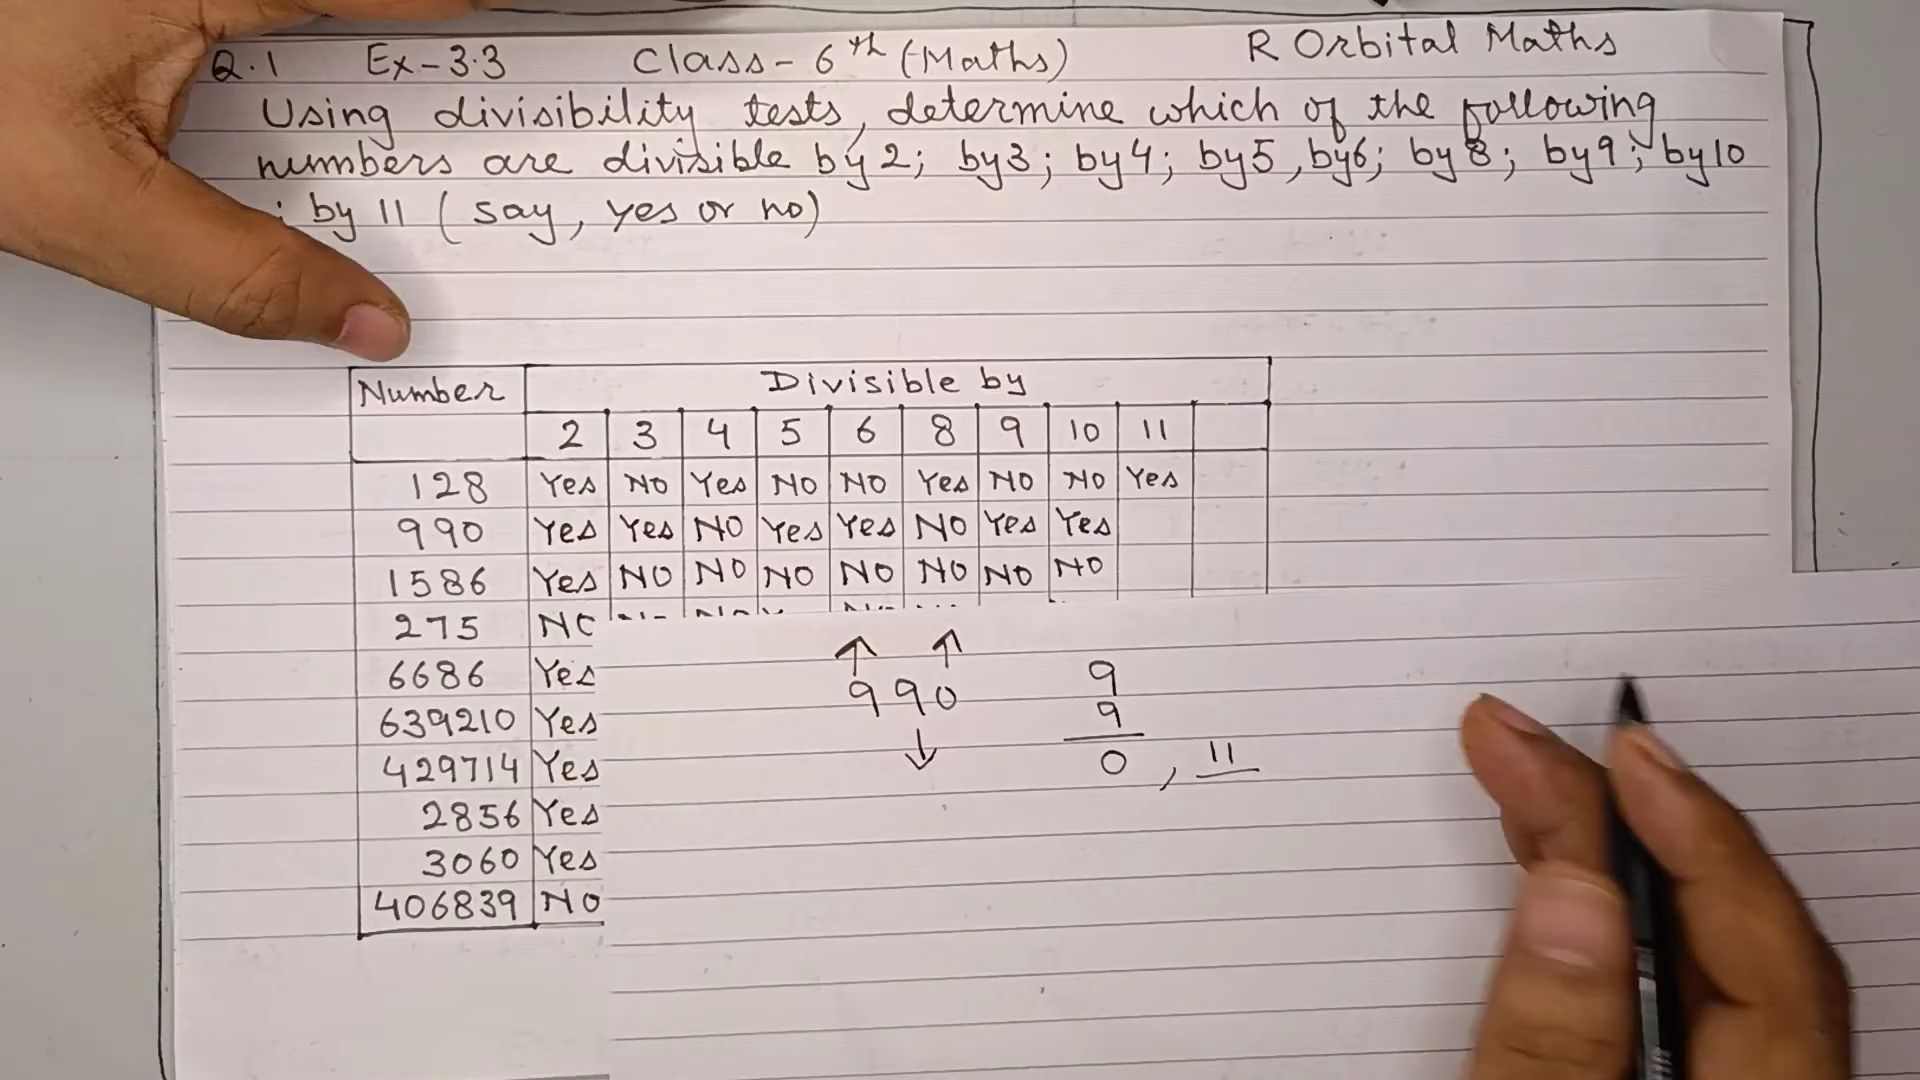 Q.1 Ex-3.3 Class-6th (Maths) R Orbital Maths
Using divisibility tests, determine which of the following
numbers are divisible by 2; by 3; by 4; by 5, by 6; by 8; by 9; by 10
; by 11 (say, yes or no)
Number Divisible by
2 3 4 5 6 8 9 10 11
128 Yes NO Yes NO NO Yes NO NO Yes
990 Yes Yes NO Yes Yes NO Yes Yes
1586 Yes NO NO NO NO NO NO NO
275 NO
6686 Yes
639210 Yes
429714 Yes
2856 Yes
3060 Yes
406839 NO
990
9
9
0, 11